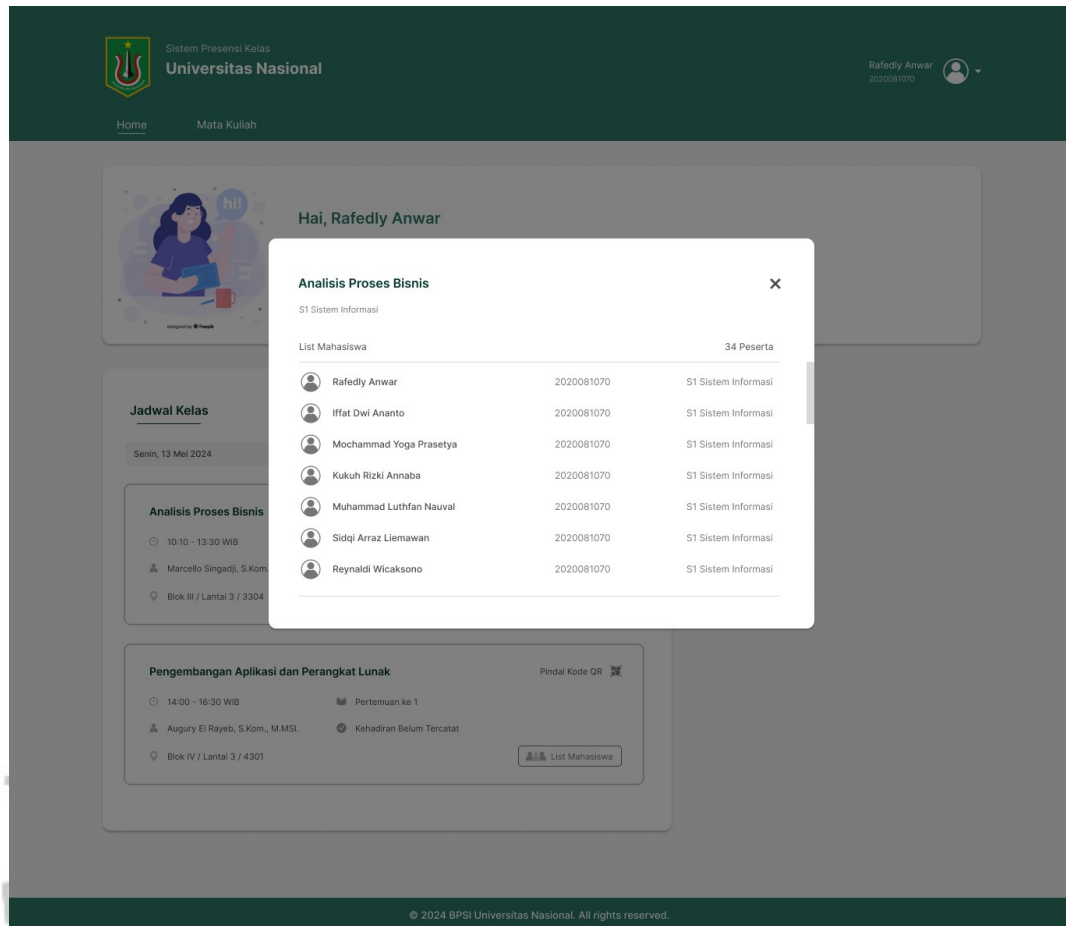 Sistem Presensi Kelas
Universitas Nasional
Rafedly Anwar
2020081070
Home Mata Kuliah
hi!
designed by freepik
Hai, Rafedly Anwar
Analisis Proses Bisnis
S1 Sistem Informasi
List Mahasiswa 34 Peserta
Rafedly Anwar 2020081070 S1 Sistem Informasi
Iffat Dwi Ananto 2020081070 S1 Sistem Informasi
Mochammad Yoga Prasetya 2020081070 S1 Sistem Informasi
Kukuh Rizki Annaba 2020081070 S1 Sistem Informasi
Muhammad Luthfan Nauval 2020081070 S1 Sistem Informasi
Sidqi Arraz Liemawan 2020081070 S1 Sistem Informasi
Reynaldi Wicaksono 2020081070 S1 Sistem Informasi
Jadwal Kelas
Senin, 13 Mei 2024
Analisis Proses Bisnis
10:10 - 13:30 WIB
Marcello Singadji, S.Kom.
Blok III / Lantai 3 / 3304
Pengembangan Aplikasi dan Perangkat Lunak Pindai Kode QR
14:00 - 16:30 WIB Pertemuan ke 1
Augury El Rayeb, S.Kom., M.MSI. Kehadiran Belum Tercatat
Blok IV / Lantai 3 / 4301 List Mahasiswa
© 2024 BPSI Universitas Nasional. All rights reserved.